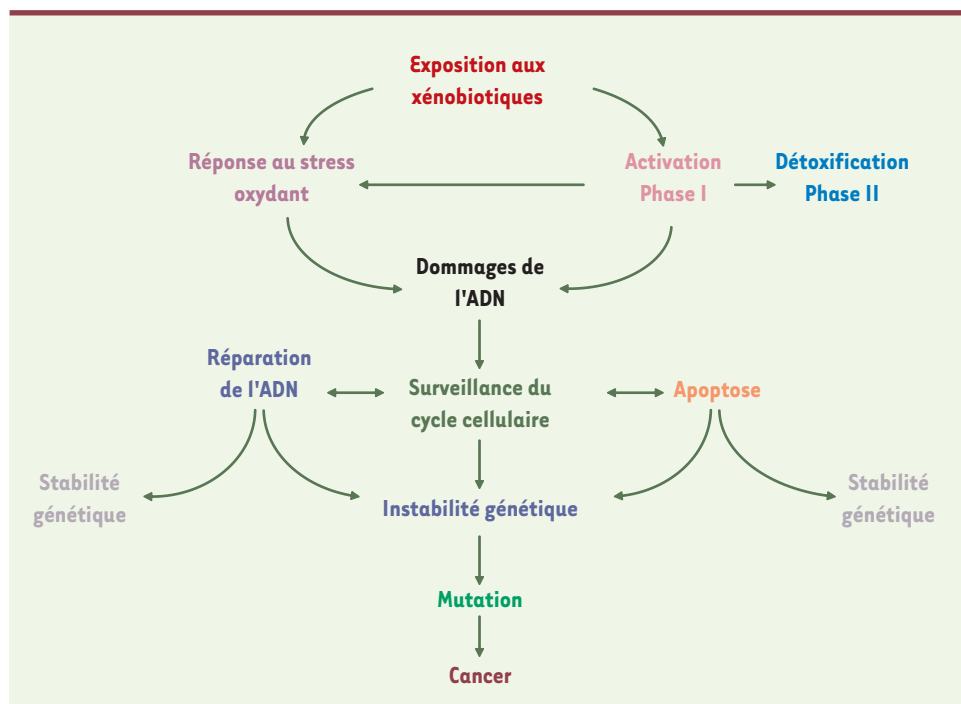 Exposition aux
xénobiotiques
Réponse au stress
oxydant
Activation
Phase I
Détoxification
Phase II
Dommages de
l'ADN
Réparation
de l'ADN
Surveillance du
cycle cellulaire
Apoptose
Stabilité
génétique
Instabilité génétique
Stabilité
génétique
Mutation
Cancer